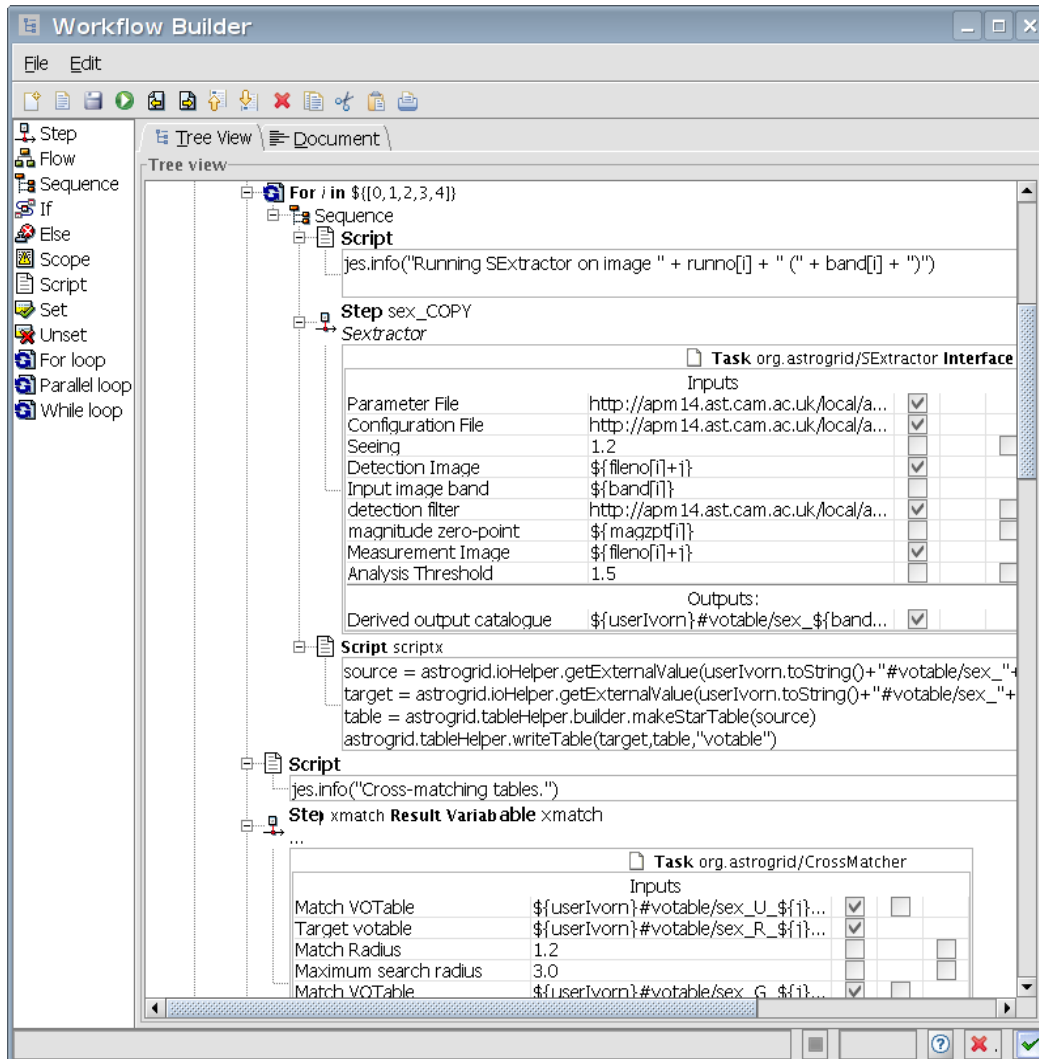 Workflow Builder
File Edit
Step
Flow
Sequence
If
Else
Scope
Script
Set
Unset
For loop
Parallel loop
While loop
Tree View Document
Tree view
For i in ${[0,1,2,3,4]}
Sequence
Script
jes.info("Running SExtractor on image " + runno[i] + " (" + band[i] + ")")
Step sex_COPY
Sextractor
Task org.astrogrid/SExtractor Interface
Inputs
Parameter File http://apm14.ast.cam.ac.uk/local/a...
Configuration File http://apm14.ast.cam.ac.uk/local/a...
Seeing 1.2
Detection Image ${fileno[i]+j}
Input image band ${band[i]}
detection filter http://apm14.ast.cam.ac.uk/local/a...
magnitude zero-point ${magzpt[i]}
Measurement Image ${fileno[i]+j}
Analysis Threshold 1.5
Outputs:
Derived output catalogue ${userIvorn}#votable/sex_${band...
Script scriptx
source = astrogrid.ioHelper.getExternalValue(userIvorn.toString()+"#votable/sex_"+
target = astrogrid.ioHelper.getExternalValue(userIvorn.toString()+"#votable/sex_"+
table = astrogrid.tableHelper.builder.makeStarTable(source)
astrogrid.tableHelper.writeTable(target,table,"votable")
Script
jes.info("Cross-matching tables.")
Step xmatch Result Variable xmatch
...
Task org.astrogrid/CrossMatcher
Inputs
Match VOTable ${userIvorn}#votable/sex_U_${j}...
Target votable ${userIvorn}#votable/sex_R_${j}...
Match Radius 1.2
Maximum search radius 3.0
Match VOTable ${userIvorn}#votable/sex_G_${j}...